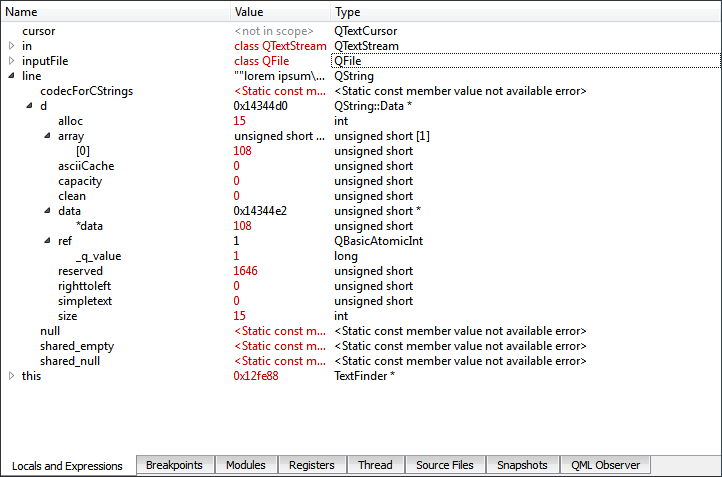 Name Value Type
cursor <not in scope> QTextCursor
in class QTextStream QTextStream
inputFile class QFile QFile
line ""lorem ipsum\... QString
codecForCStrings <Static const m... <Static const member value not available error>
d 0x14344d0 QString::Data *
alloc 15 int
array unsigned short ... unsigned short [1]
[0] 108 unsigned short
asciiCache 0 unsigned short
capacity 0 unsigned short
clean 0 unsigned short
data 0x14344e2 unsigned short *
*data 108 unsigned short
ref 1 QBasicAtomicInt
_q_value 1 long
reserved 1646 unsigned short
righttoleft 0 unsigned short
simpletext 0 unsigned short
size 15 int
null <Static const m... <Static const member value not available error>
shared_empty <Static const m... <Static const member value not available error>
shared_null <Static const m... <Static const member value not available error>
this 0x12fe88 TextFinder *
Locals and Expressions Breakpoints Modules Registers Thread Source Files Snapshots QML Observer